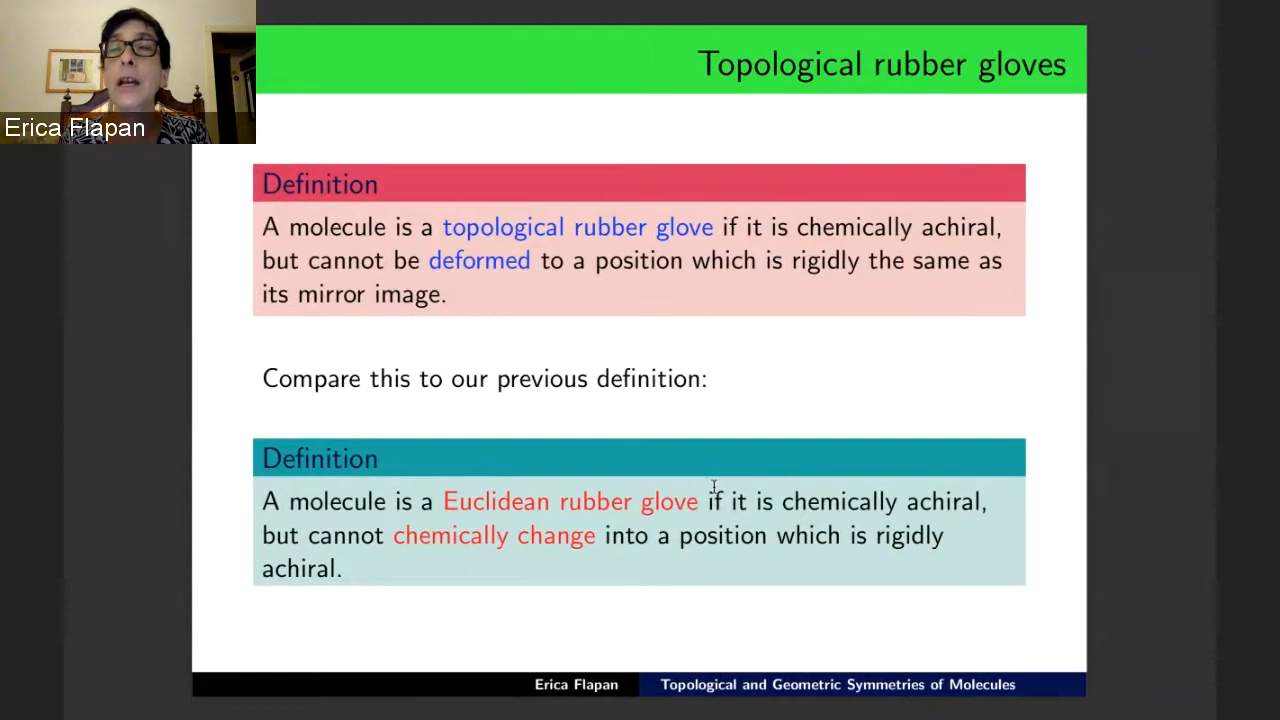 Erica Flapan
Topological rubber gloves
Definition
A molecule is a topological rubber glove if it is chemically achiral,
but cannot be deformed to a position which is rigidly the same as
its mirror image.
Compare this to our previous definition:
Definition
A molecule is a Euclidean rubber glove if it is chemically achiral,
but cannot chemically change into a position which is rigidly
achiral.
Erica Flapan
Topological and Geometric Symmetries of Molecules